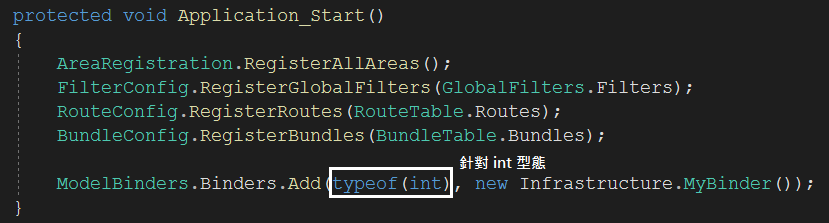 protected void Application_Start()
{
AreaRegistration.RegisterAllAreas();
FilterConfig.RegisterGlobalFilters(GlobalFilters.Filters);
RouteConfig.RegisterRoutes(RouteTable.Routes);
BundleConfig.RegisterBundles(BundleTable.Bundles);
針對 int 型態
ModelBinders.Binders.Add(typeof(int), new Infrastructure.MyBinder());
}